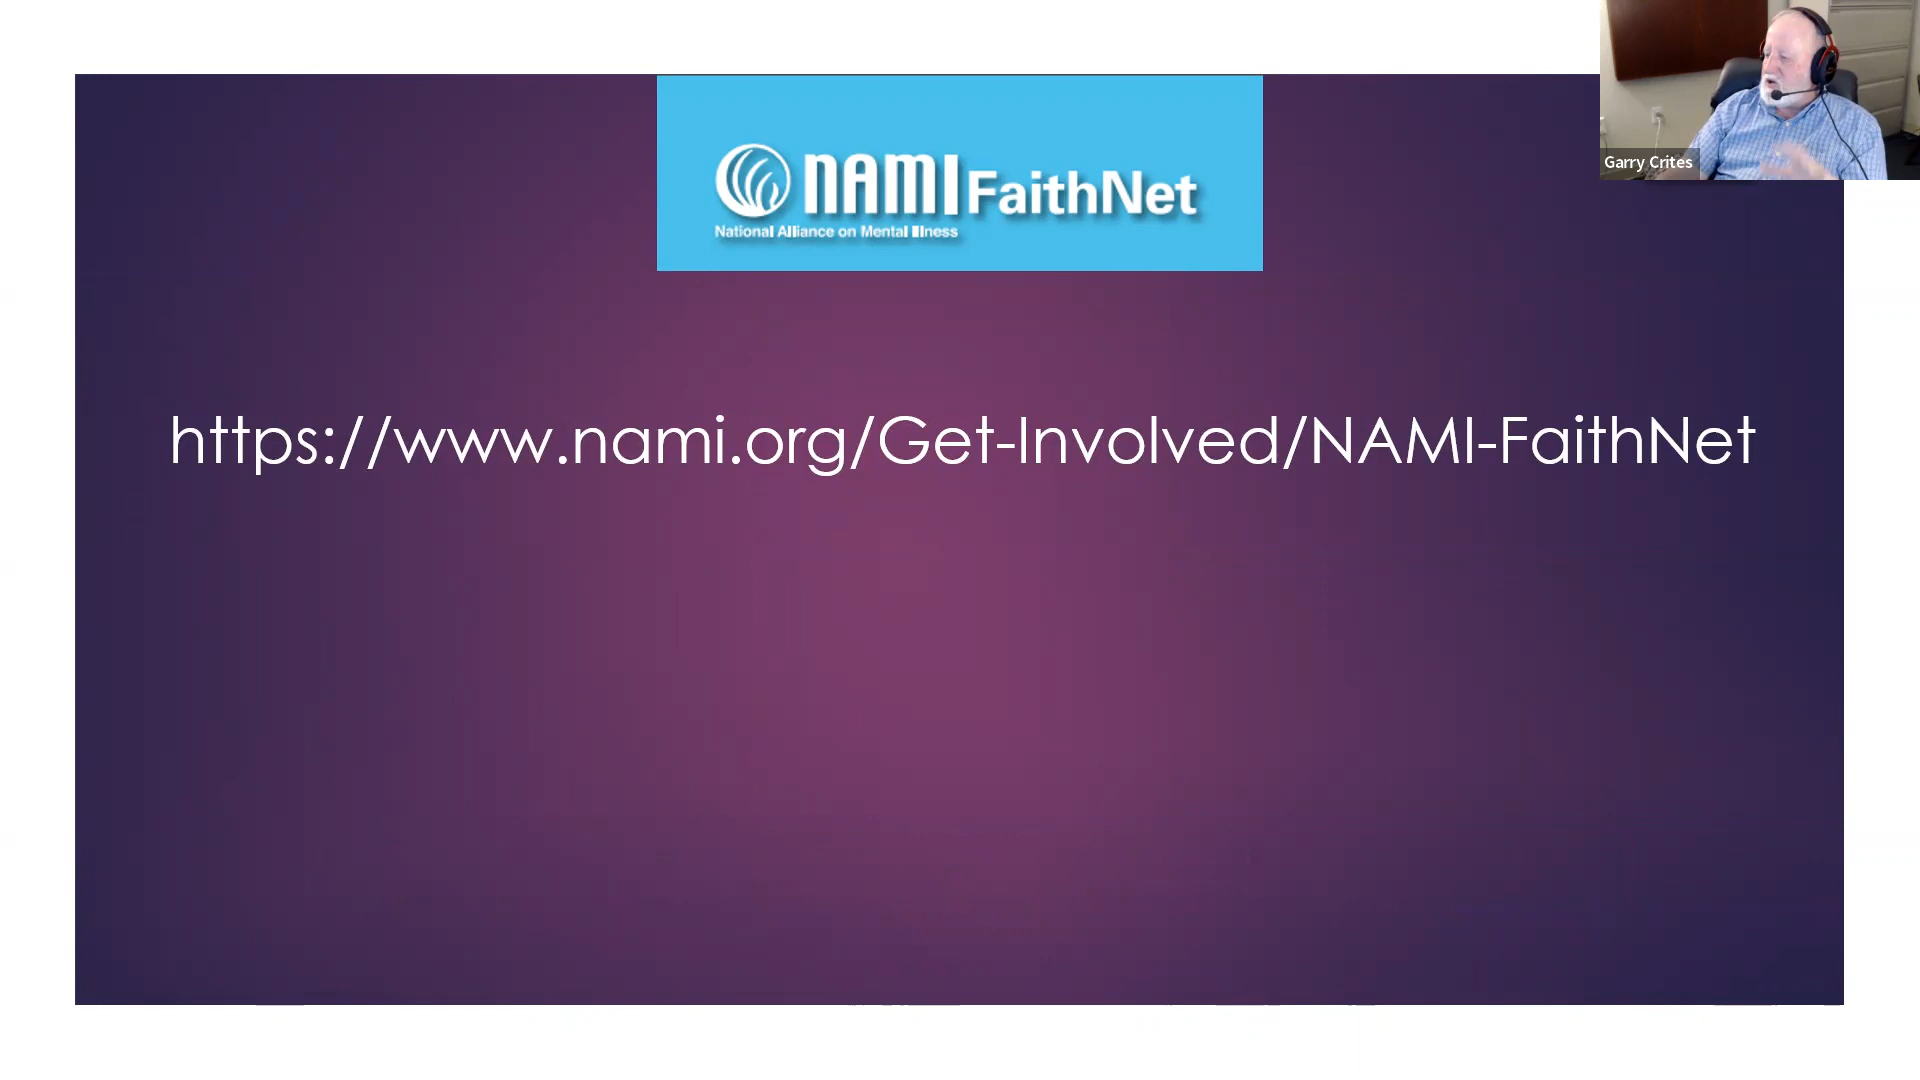 NAMI FaithNet
National Alliance on Mental Illness
Garry Crites
https://www.nami.org/Get-Involved/NAMI-FaithNet